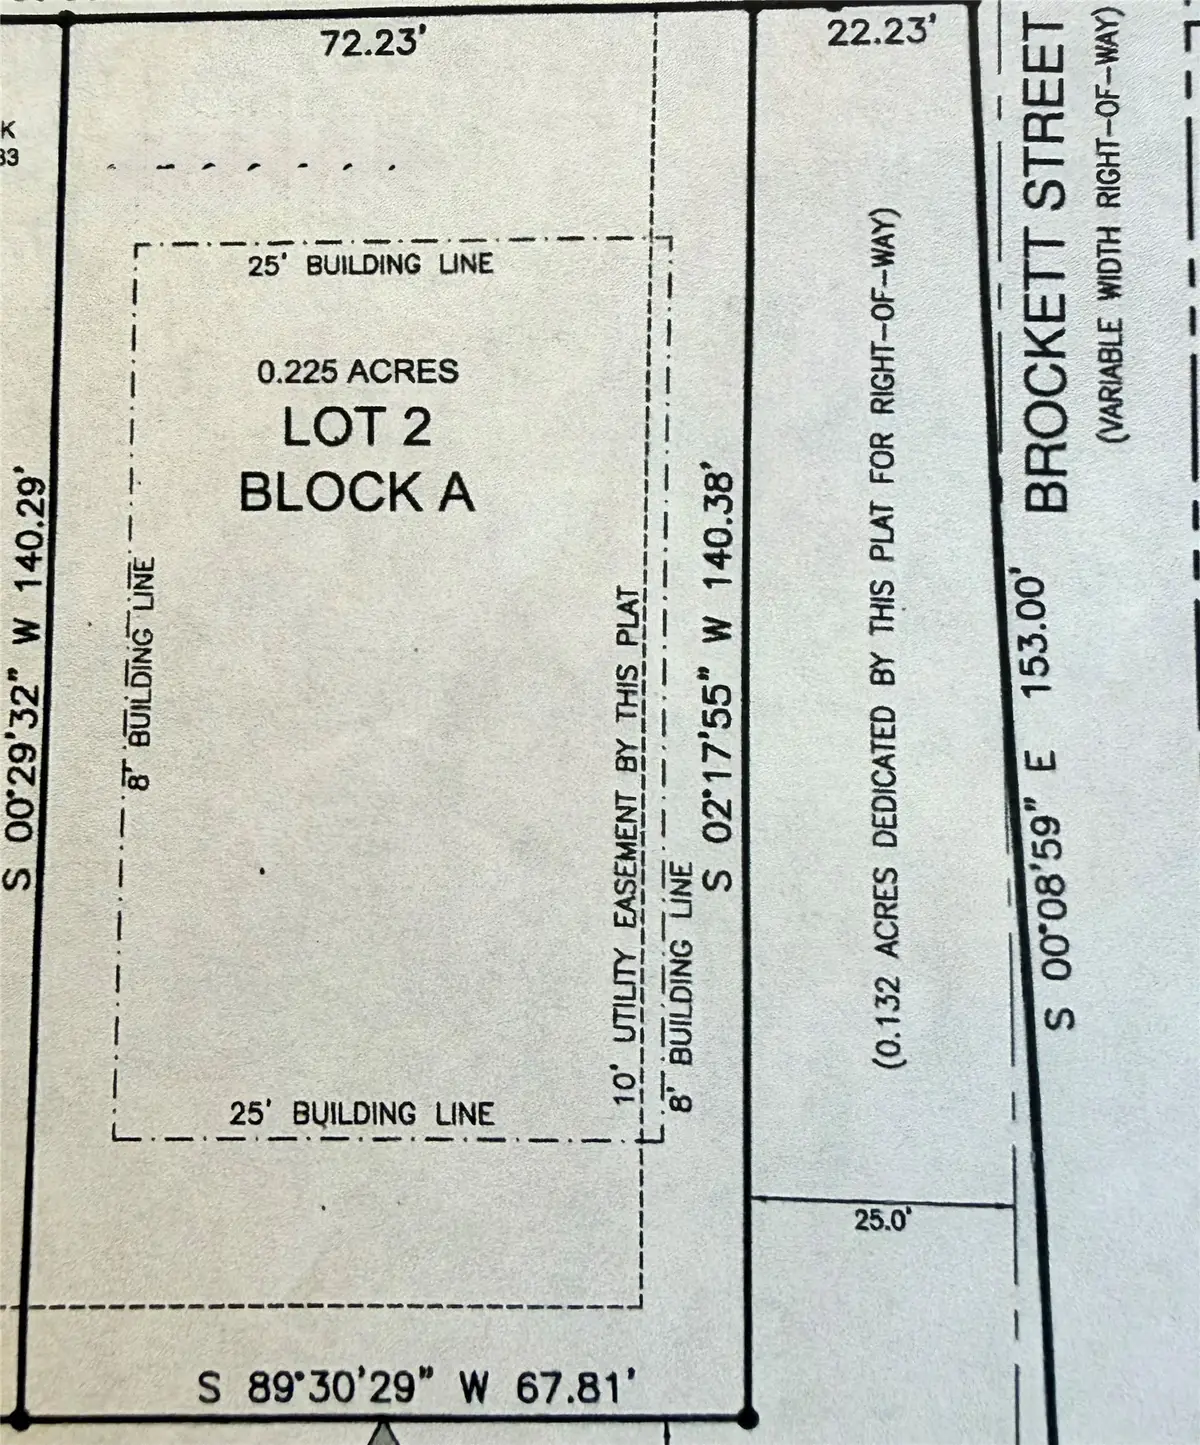 72.23'
22.23'
K
33
25' BUILDING LINE
0.225 ACRES
LOT 2
BLOCK A
8' BUILDING LINE
S 00°29'32" W 140.29'
10' UTILITY EASEMENT BY THIS PLAT
8' BUILDING LINE
S 02°17'55" W 140.38'
(0.132 ACRES DEDICATED BY THIS PLAT FOR RIGHT-OF-WAY)
S 00°08'59" E 153.00'
BROCKETT STREET
(VARIABLE WIDTH RIGHT-OF-WAY)
25' BUILDING LINE
25.0'
S 89°30'29" W 67.81'